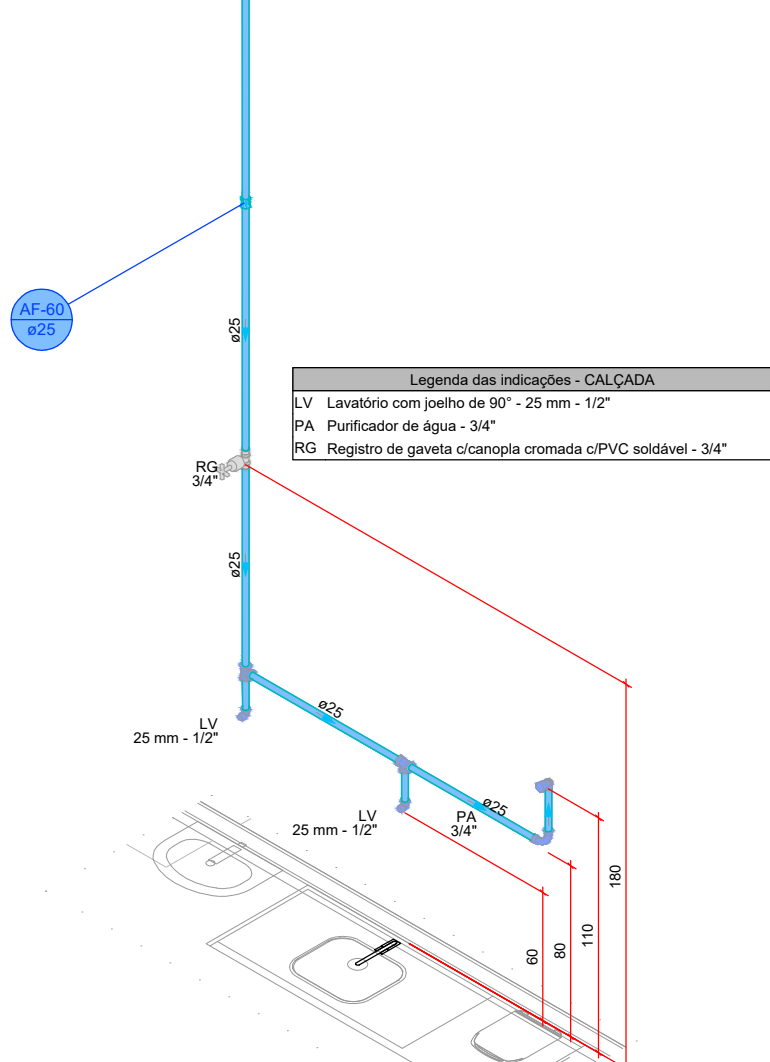 AF-60
ø25
ø25
Legenda das indicações - CALÇADA
LV Lavatório com joelho de 90° - 25 mm - 1/2"
PA Purificador de água - 3/4"
RG Registro de gaveta c/canopla cromada c/PVC soldável - 3/4"
RG
3/4"
ø25
ø25
LV
25 mm - 1/2"
ø25
LV
25 mm - 1/2"
PA
3/4"
180
110
80
60